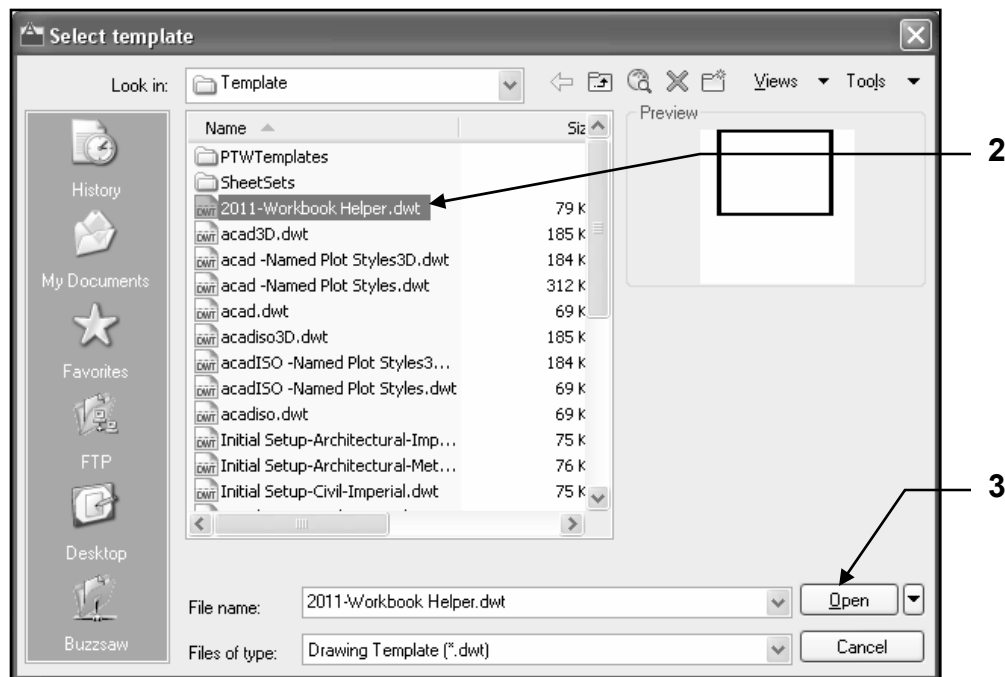 Select template
Look in: Template Views Tools
History
My Documents
Favorites
FTP
Desktop
Buzzsaw
Name Siz
PTWTemplates
SheetSets
2011-Workbook Helper.dwt 79 K
acad3D.dwt 185 K
acad -Named Plot Styles3D.dwt 184 K
acad -Named Plot Styles.dwt 312 K
acad.dwt 69 K
acadiso3D.dwt 185 K
acadISO -Named Plot Styles3... 184 K
acadISO -Named Plot Styles.dwt 69 K
acadiso.dwt 69 K
Initial Setup-Architectural-Imp... 75 K
Initial Setup-Architectural-Met... 76 K
Initial Setup-Civil-Imperial.dwt 75 K
Preview
2
3
File name: 2011-Workbook Helper.dwt Open
Files of type: Drawing Template (*.dwt) Cancel